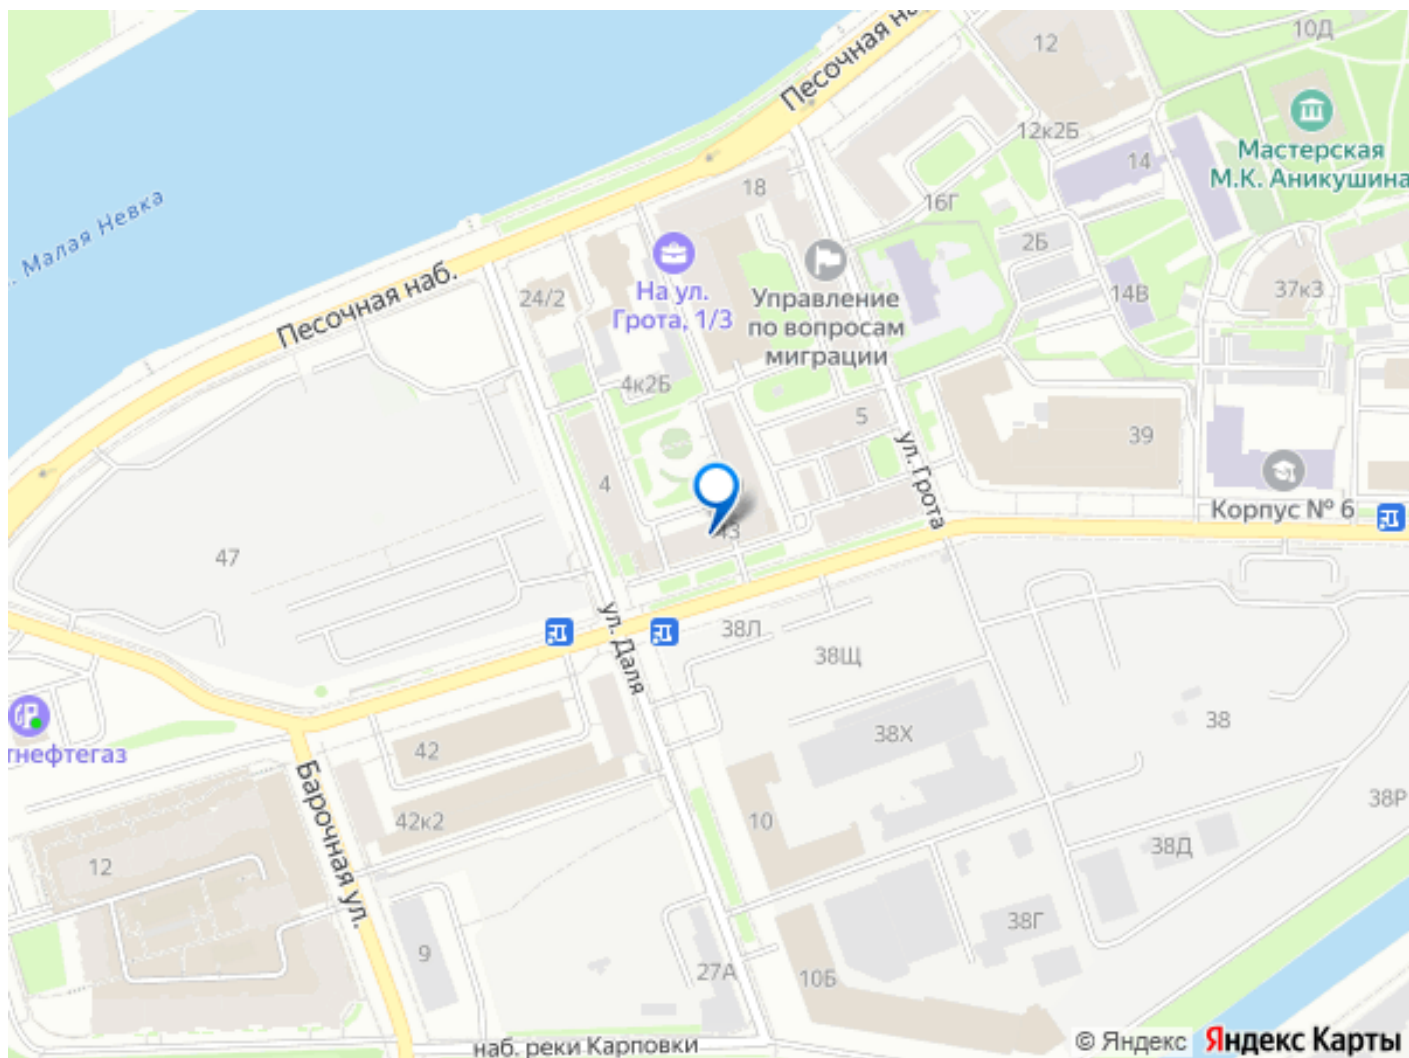 10Д
12
Песочная на
12к2Б
Мастерская
М.К. Аникушина
14
18
16Г
р. Малая Невка
2Б
Песочная наб.
24/2
На ул.
Грота, 1/3
Управление
по вопросам
миграции
14В
37к3
4к2Б
5
39
ул. Грота
4
Корпус № 6
43
47
ул. Даля
38Л
38Щ
38
38Х
тнефтегаз
42
Барочная ул.
42к2
10
38Р
38Д
12
38Г
9
27А
10Б
наб. реки Карповки
© Яндекс Яндекс Карты